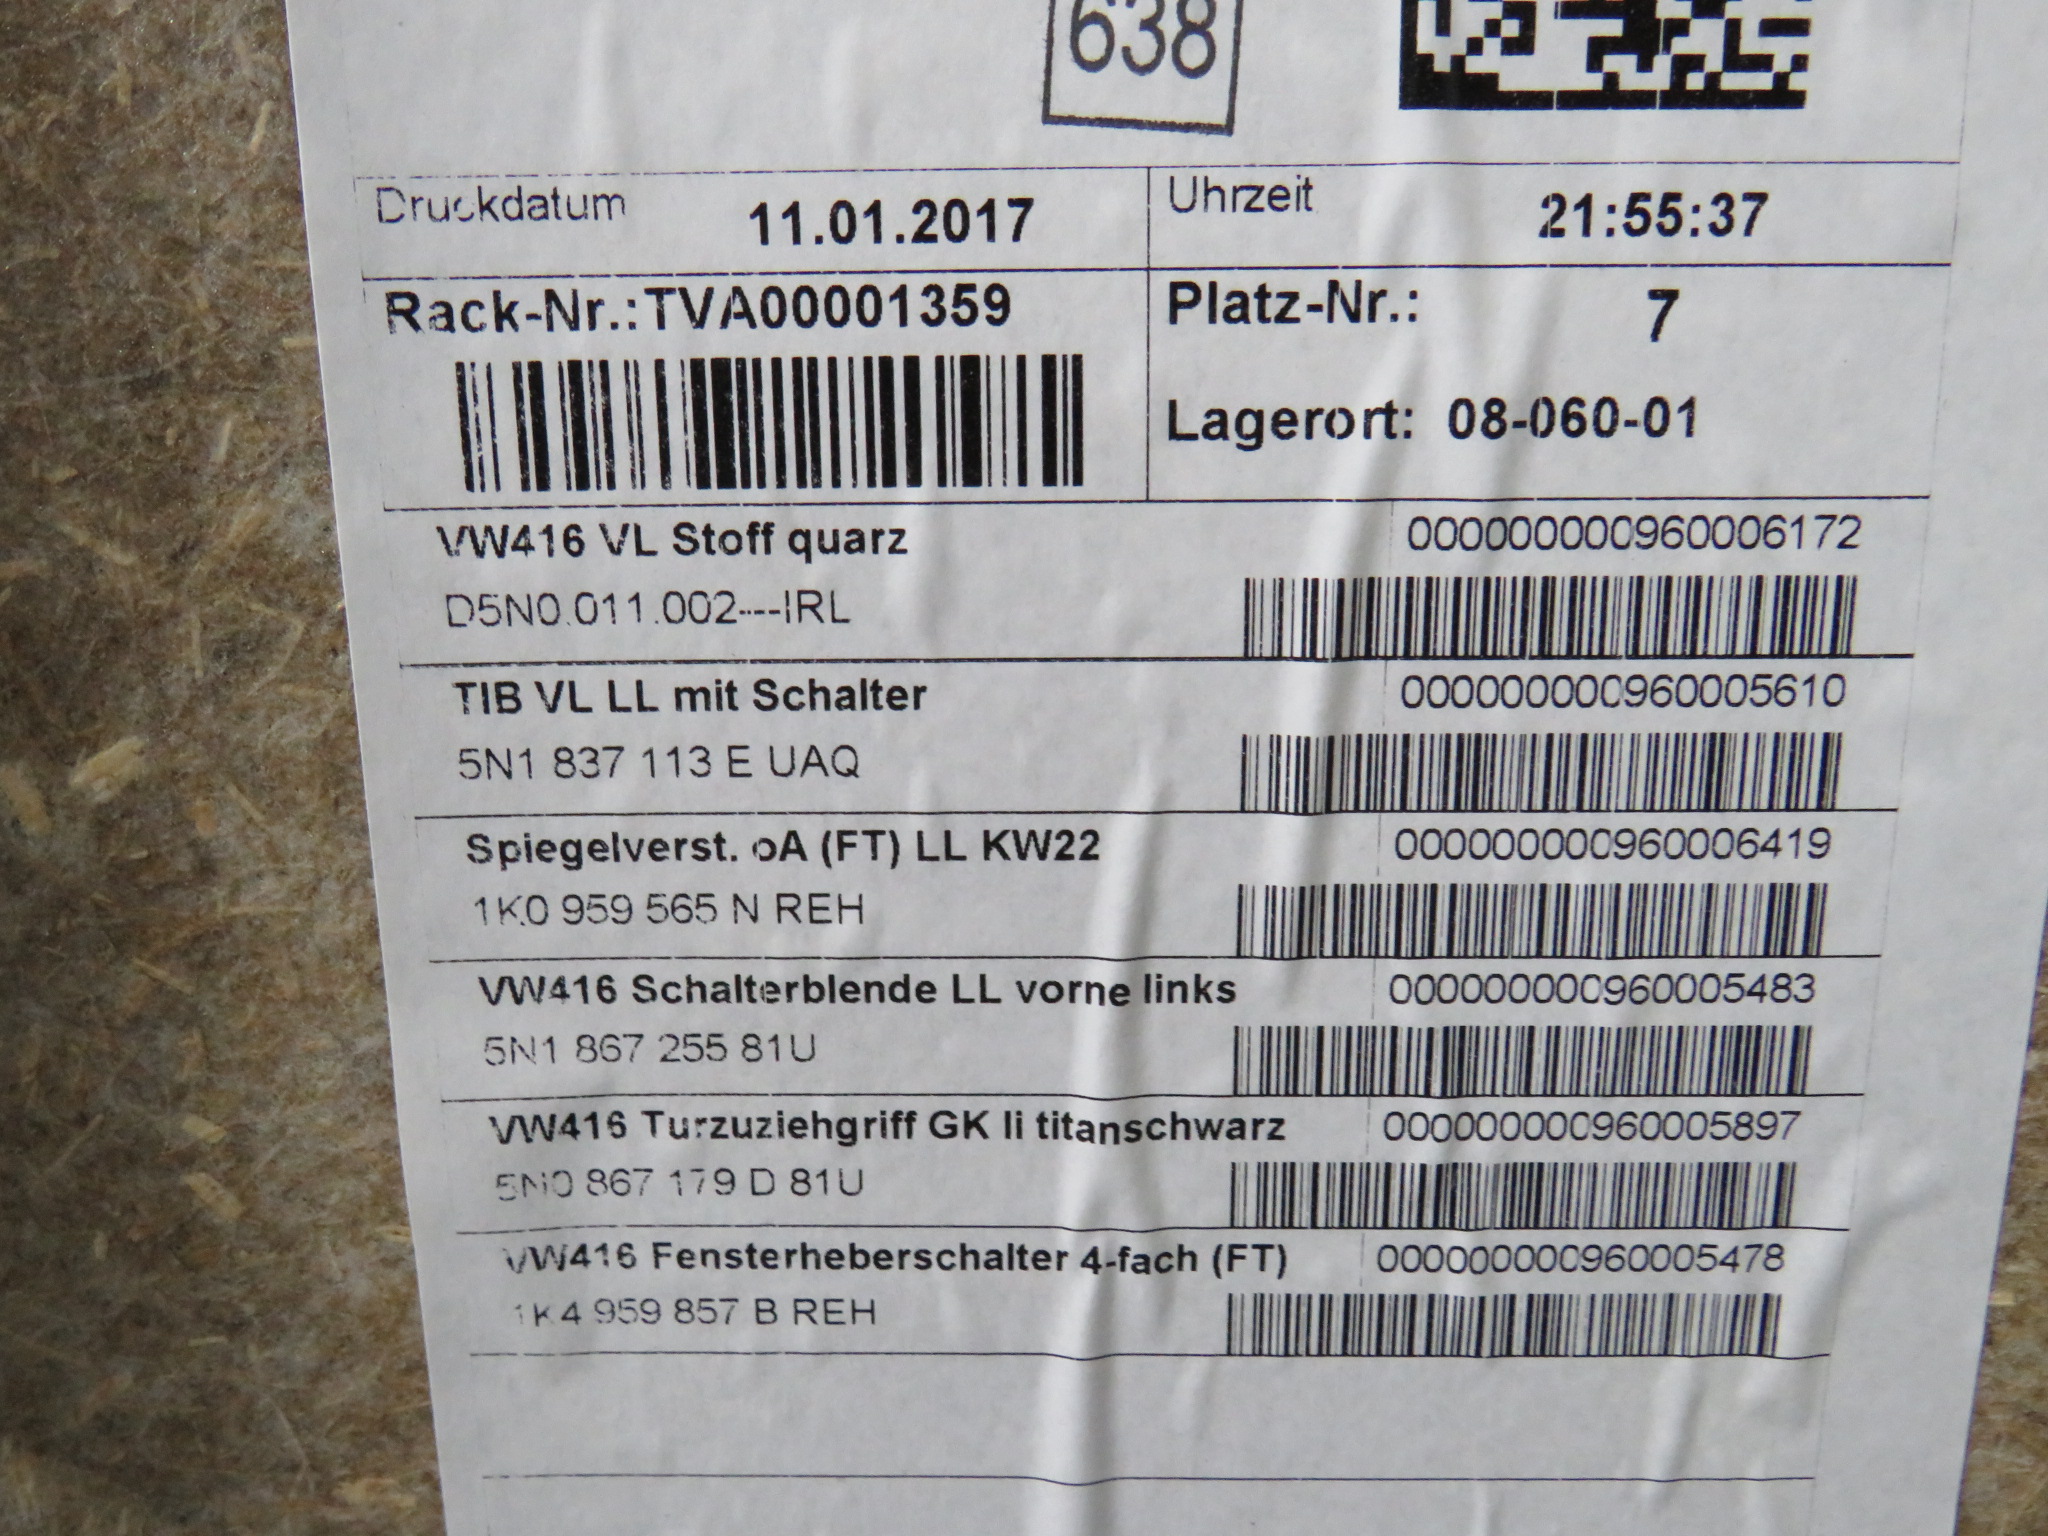 638
Druckdatum 11.01.2017 Uhrzeit 21:55:37
Rack-Nr.:TVA00001359 Platz-Nr.: 7
Lagerort: 08-060-01
VW416 VL Stoff quarz 000000000960006172
D5N0.011.002----IRL
TIB VL LL mit Schalter 000000000960005610
5N1 837 113 E UAQ
Spiegelverst. oA (FT) LL KW22 000000000960006419
1K0 959 565 N REH
VW416 Schalterblende LL vorne links 000000000960005483
5N1 867 255 81U
VW416 Turzuziehgriff GK li titanschwarz 000000000960005897
5N0 867 179 D 81U
VW416 Fensterheberschalter 4-fach (FT) 000000000960005478
1K4 959 857 B REH